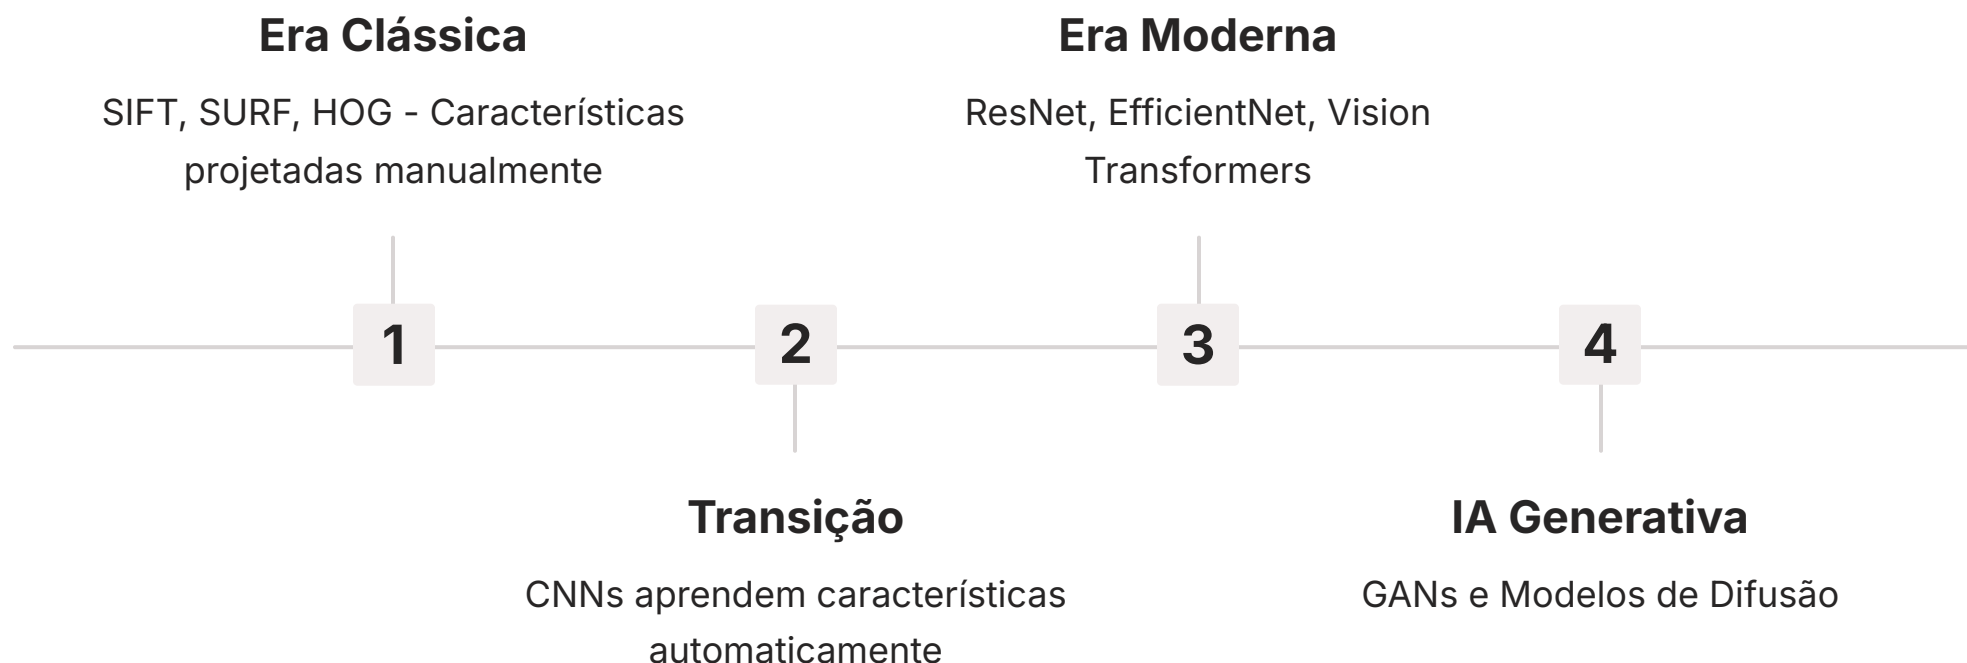 Era Clássica
SIFT, SURF, HOG - Características
projetadas manualmente
Era Moderna
ResNet, EfficientNet, Vision
Transformers
1
2
3
4
Transição
CNNs aprendem características
automaticamente
IA Generativa
GANs e Modelos de Difusão